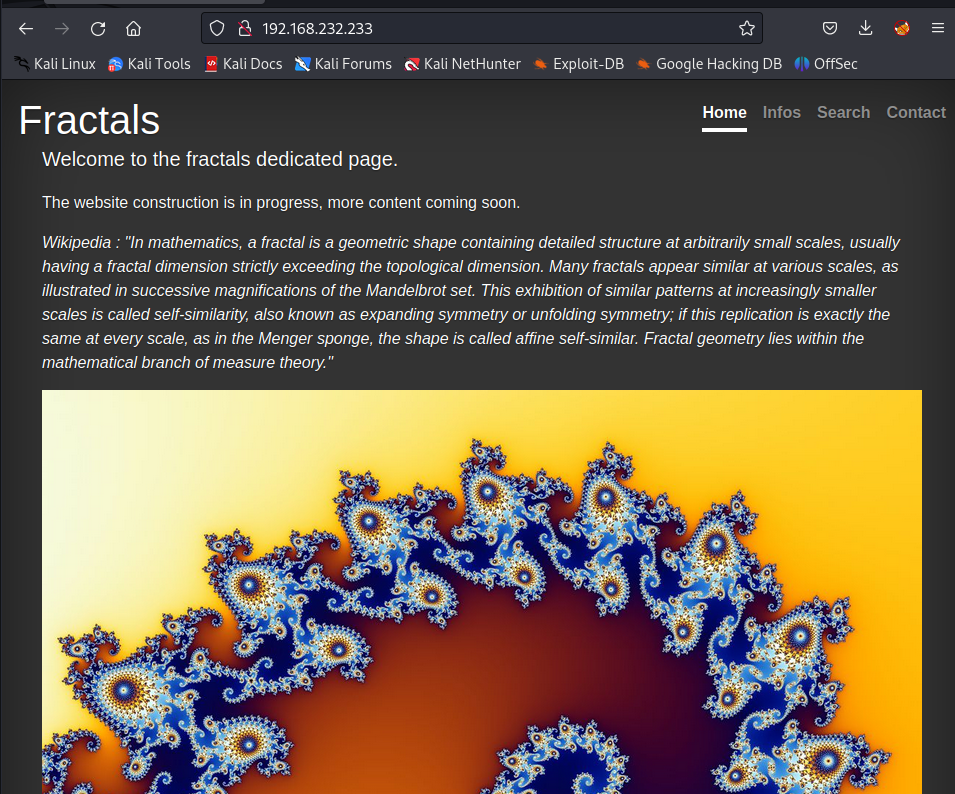 192.168.232.233
Kali Linux Kali Tools Kali Docs Kali Forums Kali NetHunter Exploit-DB Google Hacking DB OffSec
Fractals
Home Infos Search Contact
Welcome to the fractals dedicated page.
The website construction is in progress, more content coming soon.
Wikipedia : "In mathematics, a fractal is a geometric shape containing detailed structure at arbitrarily small scales, usually
having a fractal dimension strictly exceeding the topological dimension. Many fractals appear similar at various scales, as
illustrated in successive magnifications of the Mandelbrot set. This exhibition of similar patterns at increasingly smaller
scales is called self-similarity, also known as expanding symmetry or unfolding symmetry; if this replication is exactly the
same at every scale, as in the Menger sponge, the shape is called affine self-similar. Fractal geometry lies within the
mathematical branch of measure theory."